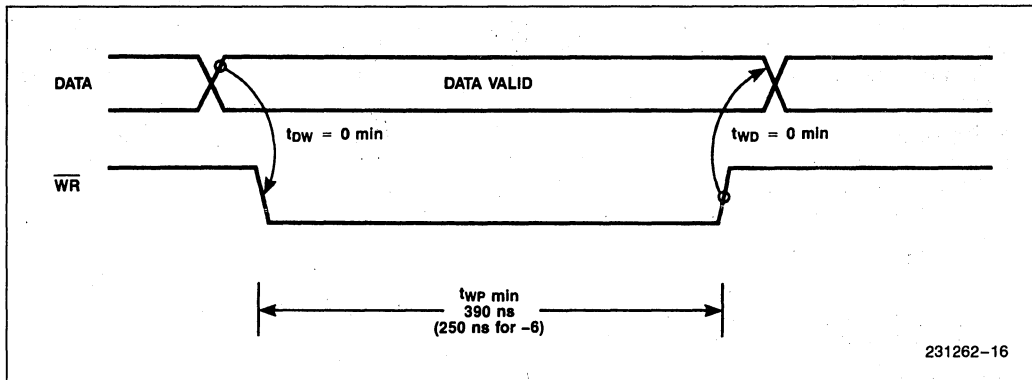 DATA
DATA VALID
tDW = 0 min
tWD = 0 min
WR
tWP min
390 ns
(250 ns for -6)
231262-16